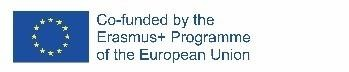 Co-funded by the
Erasmus+ Programme
of the European Union